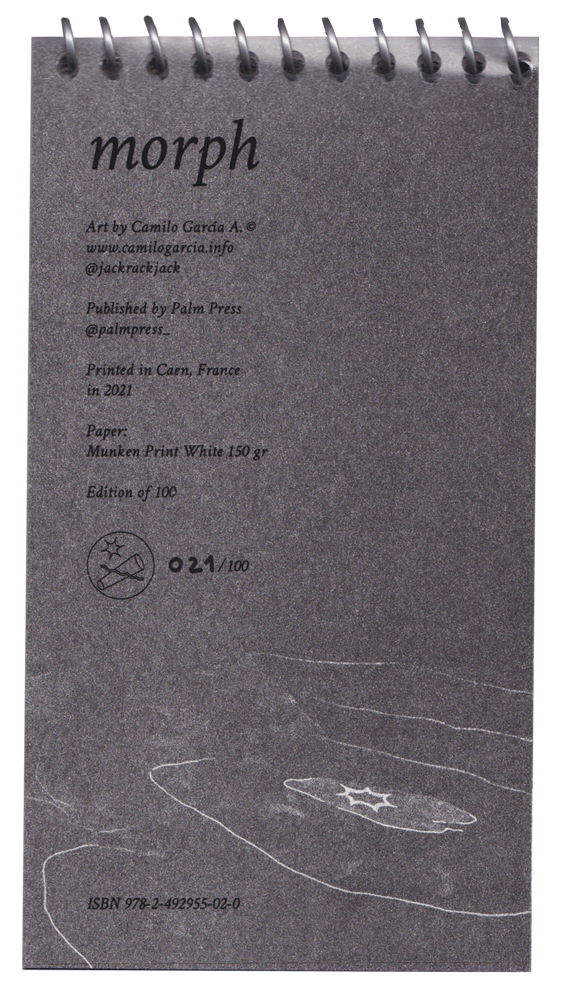 morph
Art by Camilo García A. ©
www.camilogarcia.info
@jackrackjack
Published by Palm Press
@palmpress_
Printed in Caen, France
in 2021
Paper:
Munken Print White 150 gr
Edition of 100
021/100
ISBN 978-2-492955-02-0